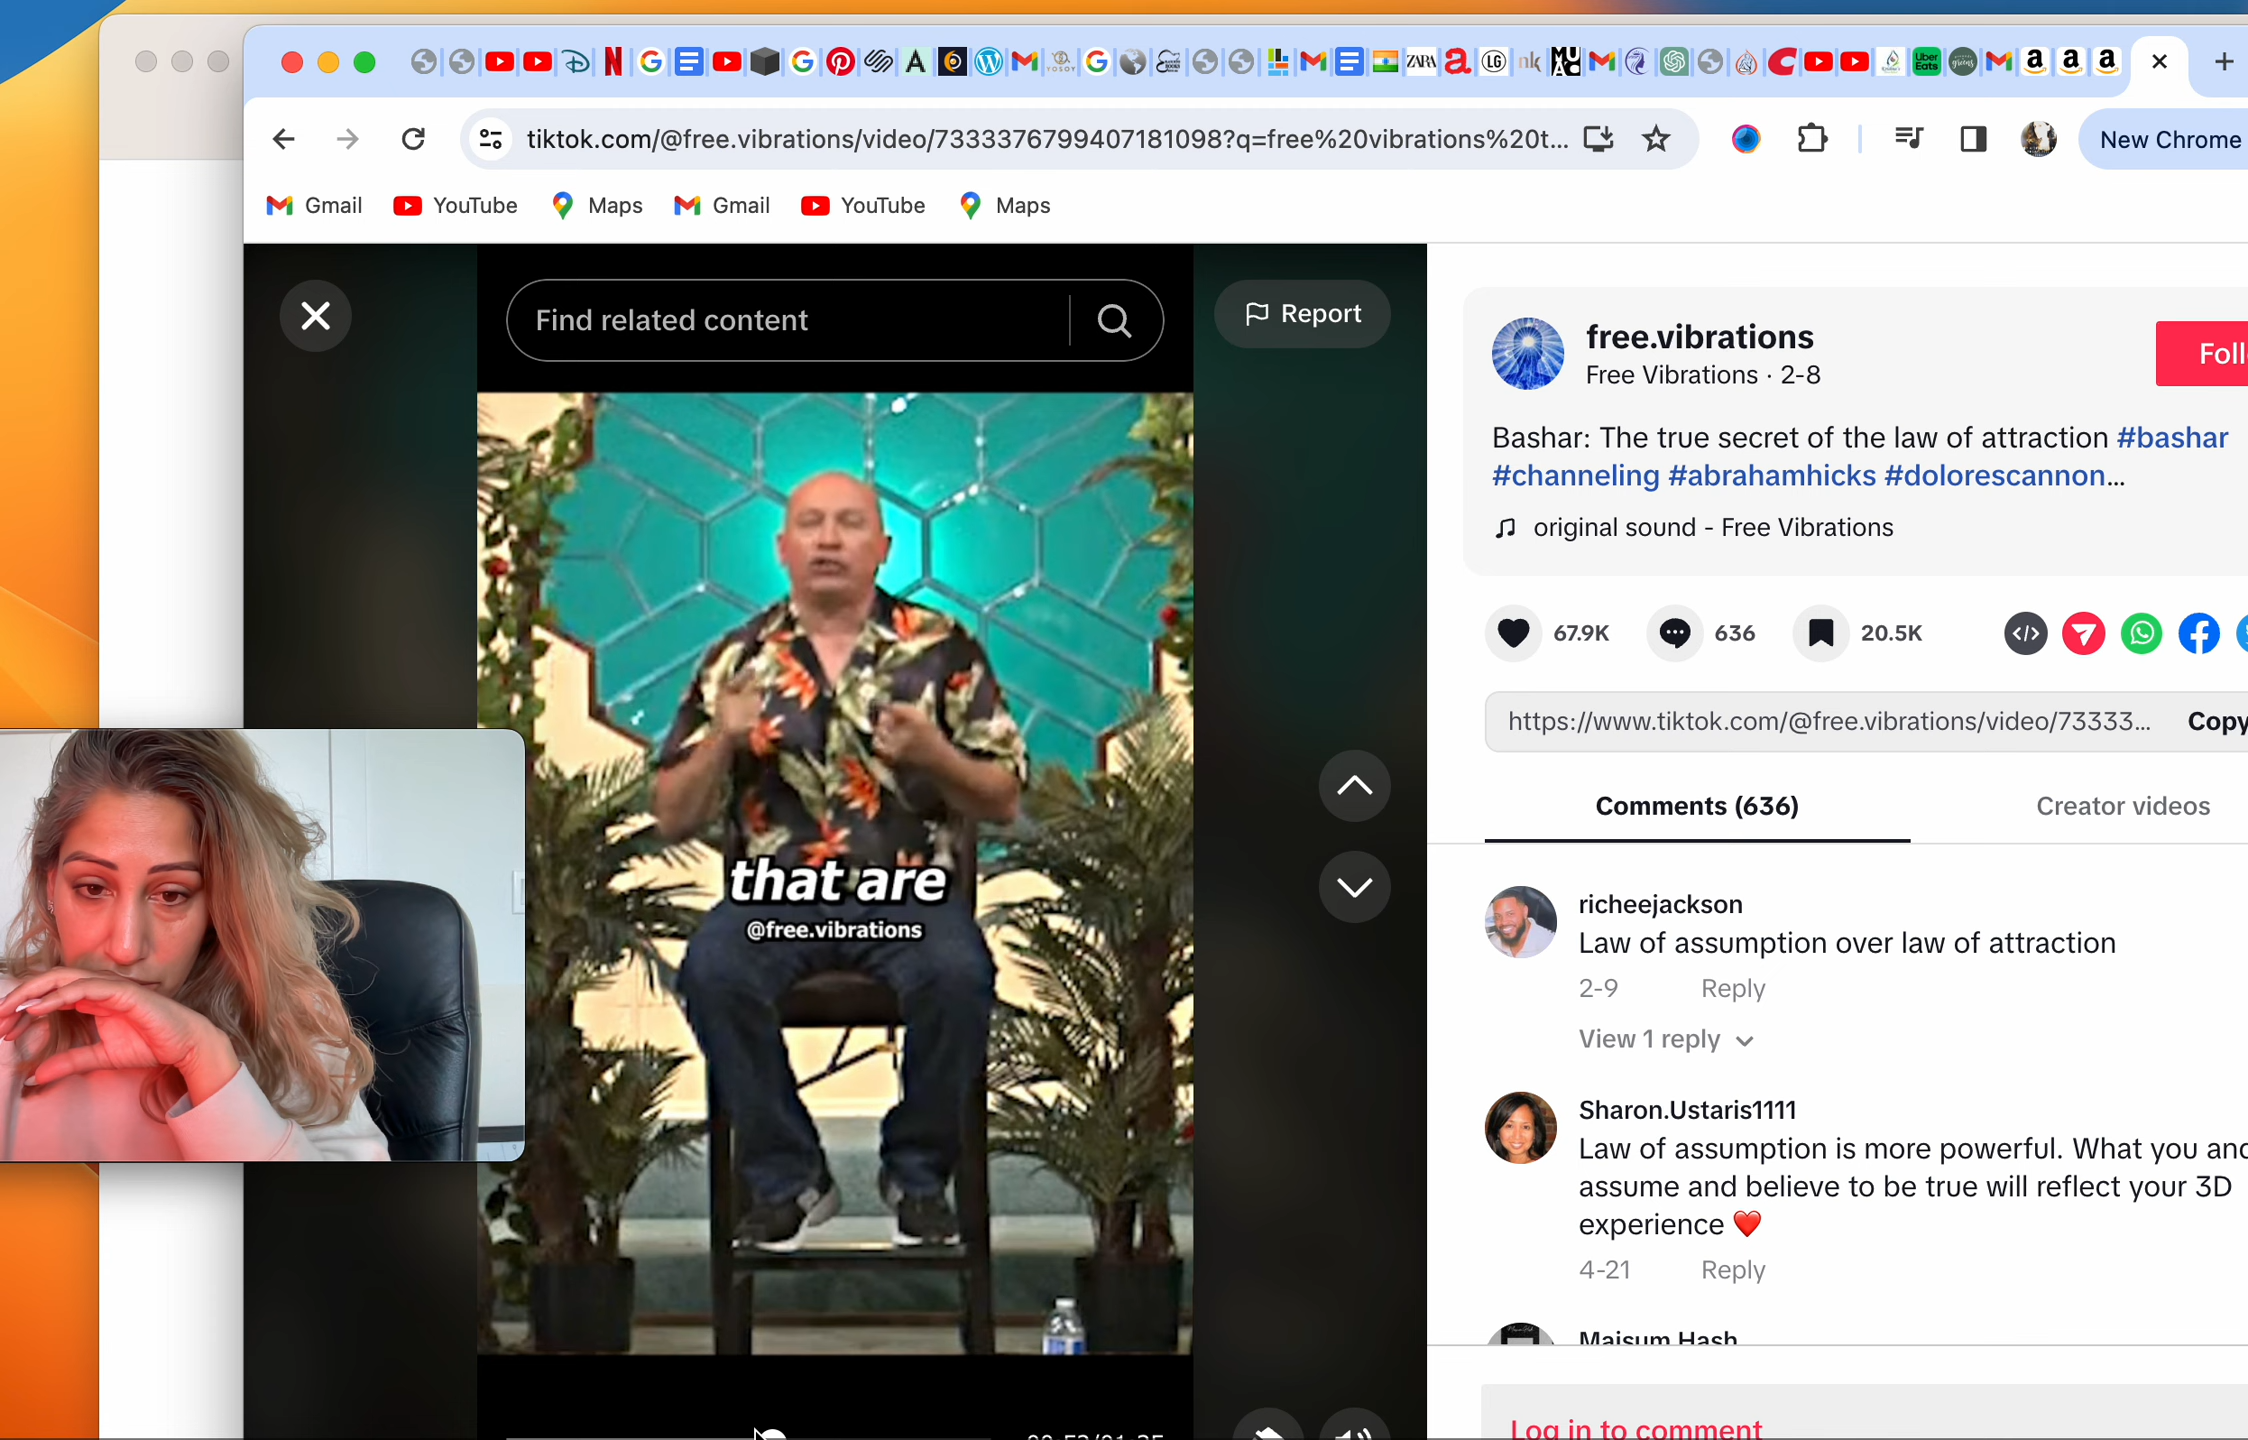 tiktok.com/@free.vibrations/video/7333376799407181098?q=free%20vibrations%20t...
New Chrome
Gmail
YouTube
Maps
Gmail
YouTube
Maps
Find related content
Report
that are
@free.vibrations
free.vibrations
Free Vibrations · 2-8
Foll
Bashar: The true secret of the law of attraction #bashar
#channeling #abrahamhicks #dolorescannon...
original sound - Free Vibrations
67.9K
636
20.5K
https://www.tiktok.com/@free.vibrations/video/73333...
Copy
Comments (636)
Creator videos
richeejackson
Law of assumption over law of attraction
2-9 Reply
View 1 reply
Sharon.Ustaris1111
Law of assumption is more powerful. What you and
assume and believe to be true will reflect your 3D
experience ❤️
4-21 Reply
Maisum Hash
Log in to comment